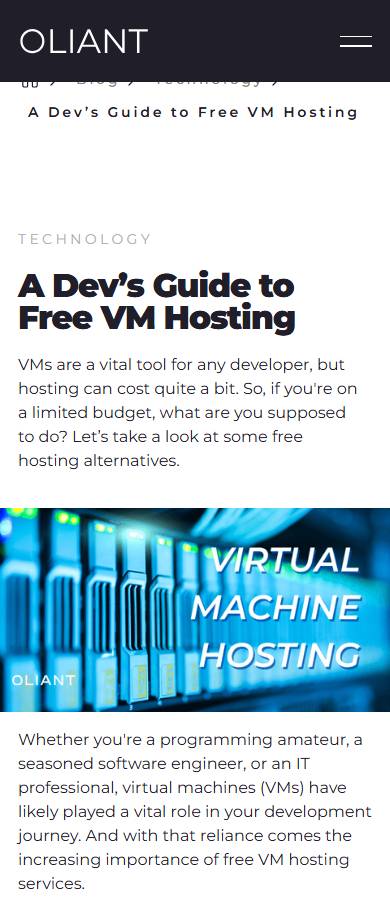 OLIANT
Blog Technology
A Dev’s Guide to Free VM Hosting
TECHNOLOGY
A Dev’s Guide to
Free VM Hosting
VMs are a vital tool for any developer, but
hosting can cost quite a bit. So, if you're on
a limited budget, what are you supposed
to do? Let’s take a look at some free
hosting alternatives.
VIRTUAL
MACHINE
HOSTING
OLIANT
Whether you're a programming amateur, a
seasoned software engineer, or an IT
professional, virtual machines (VMs) have
likely played a vital role in your development
journey. And with that reliance comes the
increasing importance of free VM hosting
services.